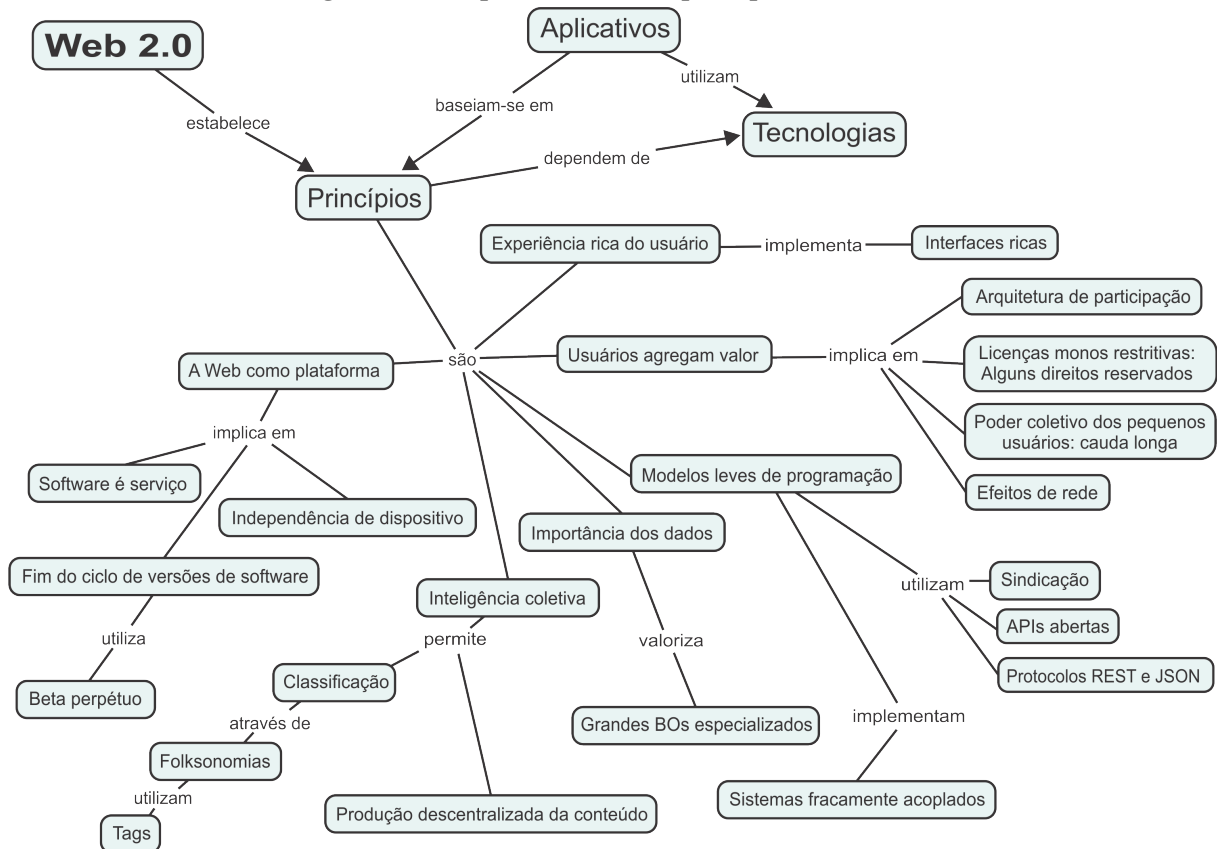 Web 2.0
Aplicativos
utilizam
baseiam-se em
estabelece
Tecnologias
dependem de
Princípios
Experiência rica do usuário
implementa
Interfaces ricas
Arquitetura de participação
são
Usuários agregam valor
implica em
Licenças monos restritivas:
Alguns direitos reservados
A Web como plataforma
Poder coletivo dos pequenos
usuários: cauda longa
implica em
Software é serviço
Modelos leves de programação
Efeitos de rede
Independência de dispositivo
Importância dos dados
Fim do ciclo de versões de software
utilizam
Sindicação
Inteligência coletiva
APIs abertas
utiliza
permite
valoriza
Protocolos REST e JSON
Classificação
Beta perpétuo
através de
Grandes BOs especializados
implementam
Folksonomias
utilizam
Produção descentralizada da conteúdo
Sistemas fracamente acoplados
Tags